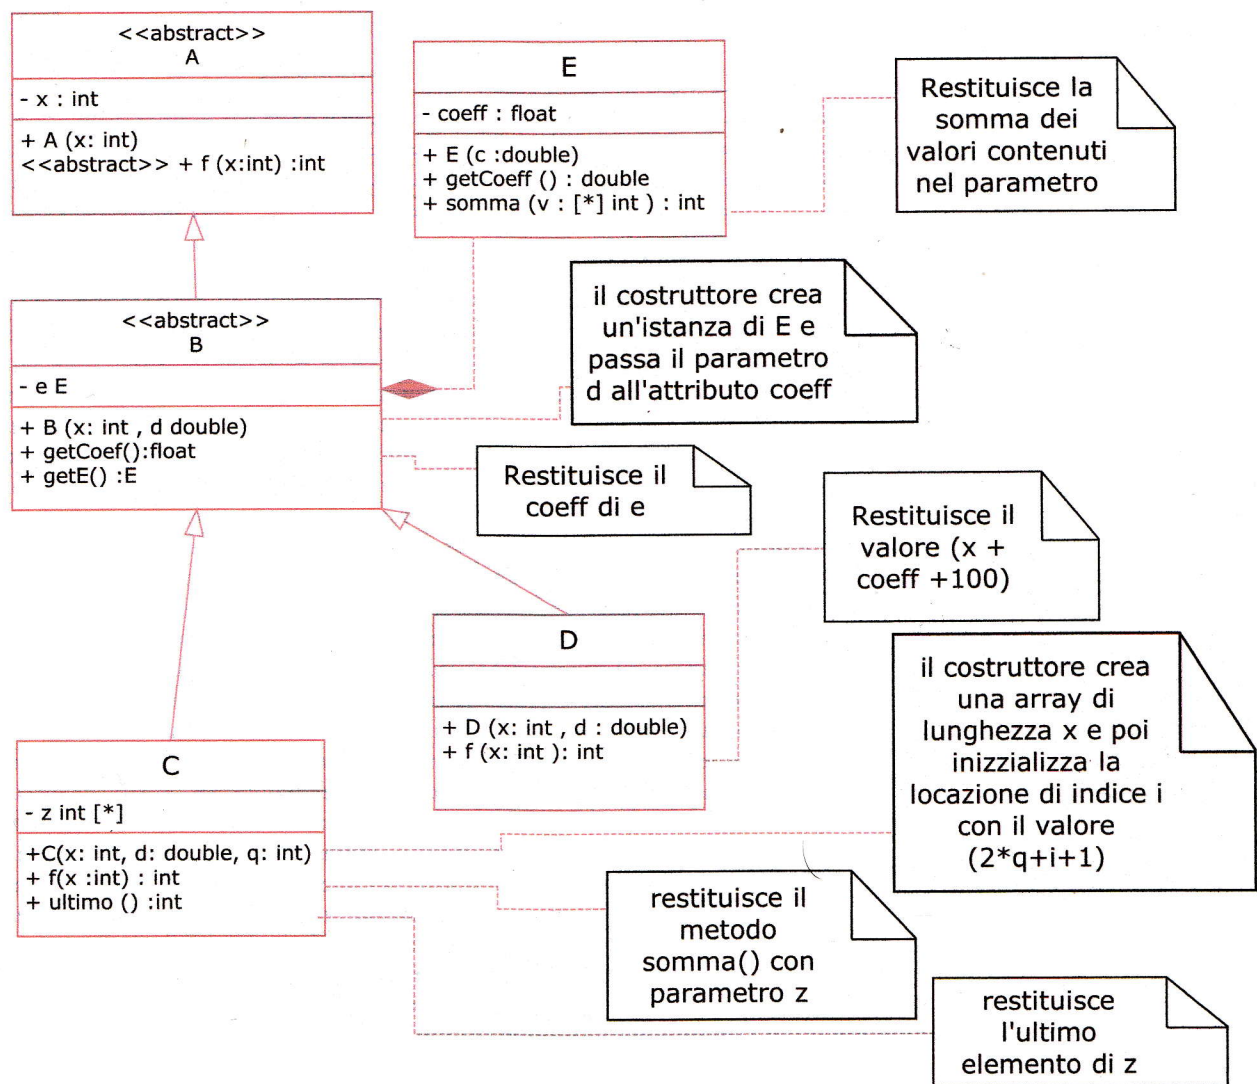 <<abstract>>
A
- x : int
+ A (x: int)
<<abstract>> + f (x:int) :int
E
- coeff : float
+ E (c :double)
+ getCoeff () : double
+ somma (v : [*] int ) : int
Restituisce la
somma dei
valori contenuti
nel parametro
<<abstract>>
B
- e E
+ B (x: int , d double)
+ getCoef():float
+ getE() :E
il costruttore crea
un'istanza di E e
passa il parametro
d all'attributo coeff
Restituisce il
coeff di e
Restituisce il
valore (x +
coeff +100)
D
+ D (x: int , d : double)
+ f (x: int ): int
il costruttore crea
una array di
lunghezza x e poi
inizzializza la
locazione di indice i
con il valore
(2*q+i+1)
C
- z int [*]
+C(x: int, d: double, q: int)
+ f(x :int) : int
+ ultimo () :int
restituisce il
metodo
somma() con
parametro z
restituisce
l'ultimo
elemento di z